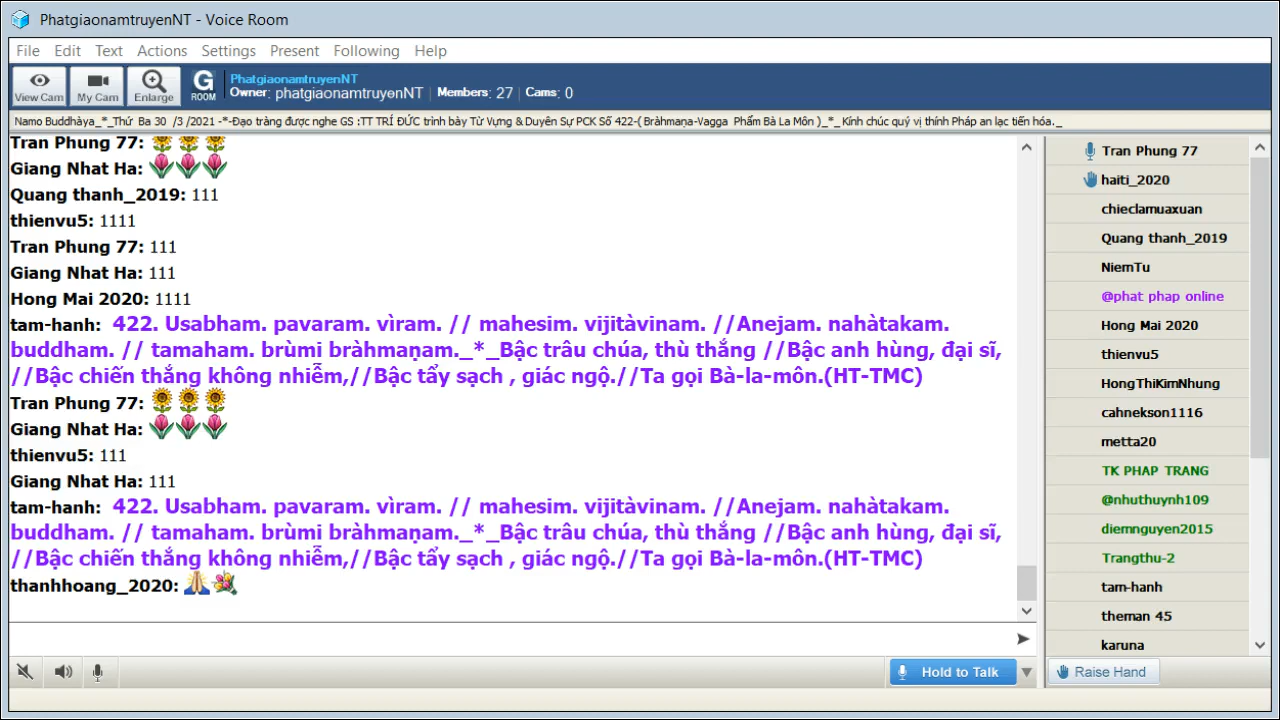 PhatgiaonamtruyenNT - Voice Room
File Edit Text Actions Settings Present Following Help
View Cam My Cam Enlarge G ROOM
PhatgiaonamtruyenNT
Owner: phatgiaonamtruyenNT Members: 27 Cams: 0
Namo Buddhàya_*_Thứ Ba 30 /3 /2021 -*-Đạo tràng được nghe GS :TT TRÍ ĐỨC trình bày Từ Vựng & Duyên Sự PCK Số 422-( Bràhmaṇa-Vagga Phẩm Bà La Môn )_*_ Kính chúc quý vị thính Pháp an lạc tiến hóa._
Tran Phung 77:
Giang Nhat Ha:
Quang thanh_2019: 111
thienvu5: 1111
Tran Phung 77: 111
Giang Nhat Ha: 111
Hong Mai 2020: 1111
tam-hanh: 422. Usabham. pavaram. vìram. // mahesim. vijitàvinam. //Anejam. nahàtakam.
buddham. // tamaham. brùmi bràhmaṇam._*_Bậc trâu chúa, thù thắng //Bậc anh hùng, đại sĩ,
//Bậc chiến thắng không nhiễm,//Bậc tẩy sạch , giác ngộ.//Ta gọi Bà-la-môn.(HT-TMC)
Tran Phung 77:
Giang Nhat Ha:
thienvu5: 111
Giang Nhat Ha: 111
tam-hanh: 422. Usabham. pavaram. vìram. // mahesim. vijitàvinam. //Anejam. nahàtakam.
buddham. // tamaham. brùmi bràhmaṇam._*_Bậc trâu chúa, thù thắng //Bậc anh hùng, đại sĩ,
//Bậc chiến thắng không nhiễm,//Bậc tẩy sạch , giác ngộ.//Ta gọi Bà-la-môn.(HT-TMC)
thanhhoang_2020:
Hold to Talk
Tran Phung 77
haiti_2020
chieclamuaxuan
Quang thanh_2019
NiemTu
@phat phap online
Hong Mai 2020
thienvu5
HongThiKimNhung
cahnekson1116
metta20
TK PHAP TRANG
@nhuthuynh109
diemnguyen2015
Trangthu-2
tam-hanh
theman 45
karuna
Raise Hand